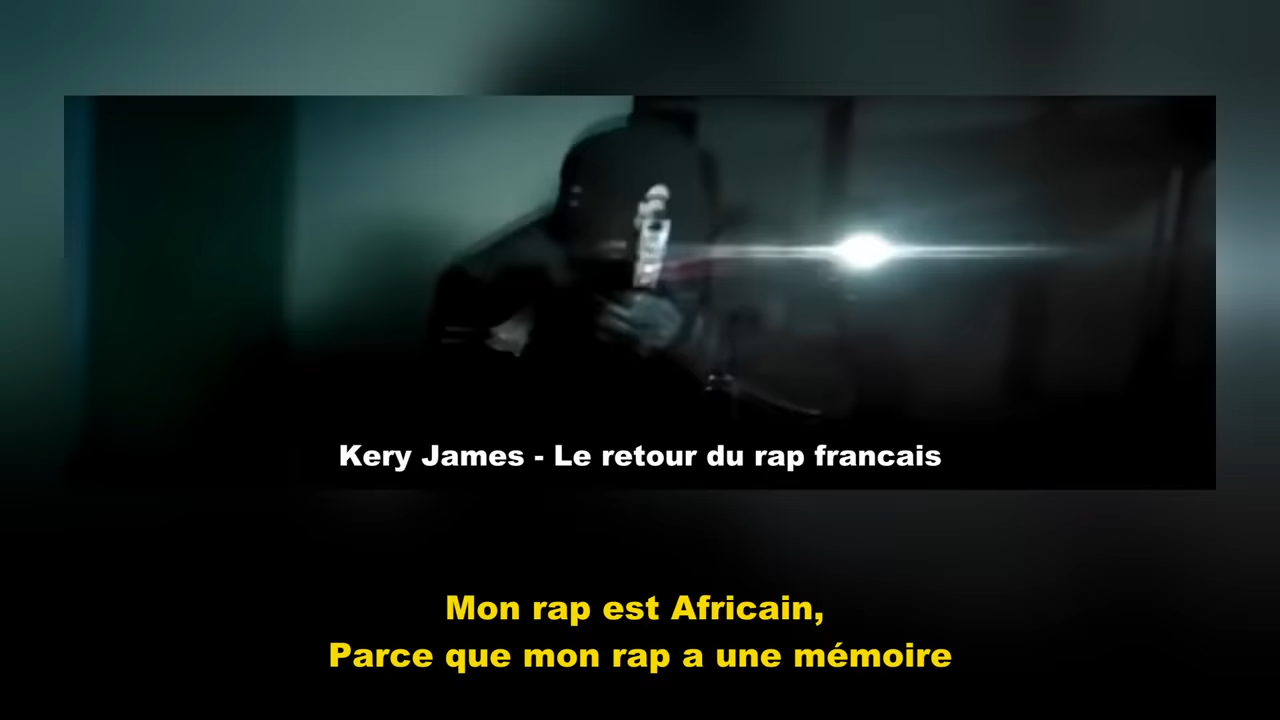 Kery James - Le retour du rap francais
Mon rap est Africain,
Parce que mon rap a une mémoire